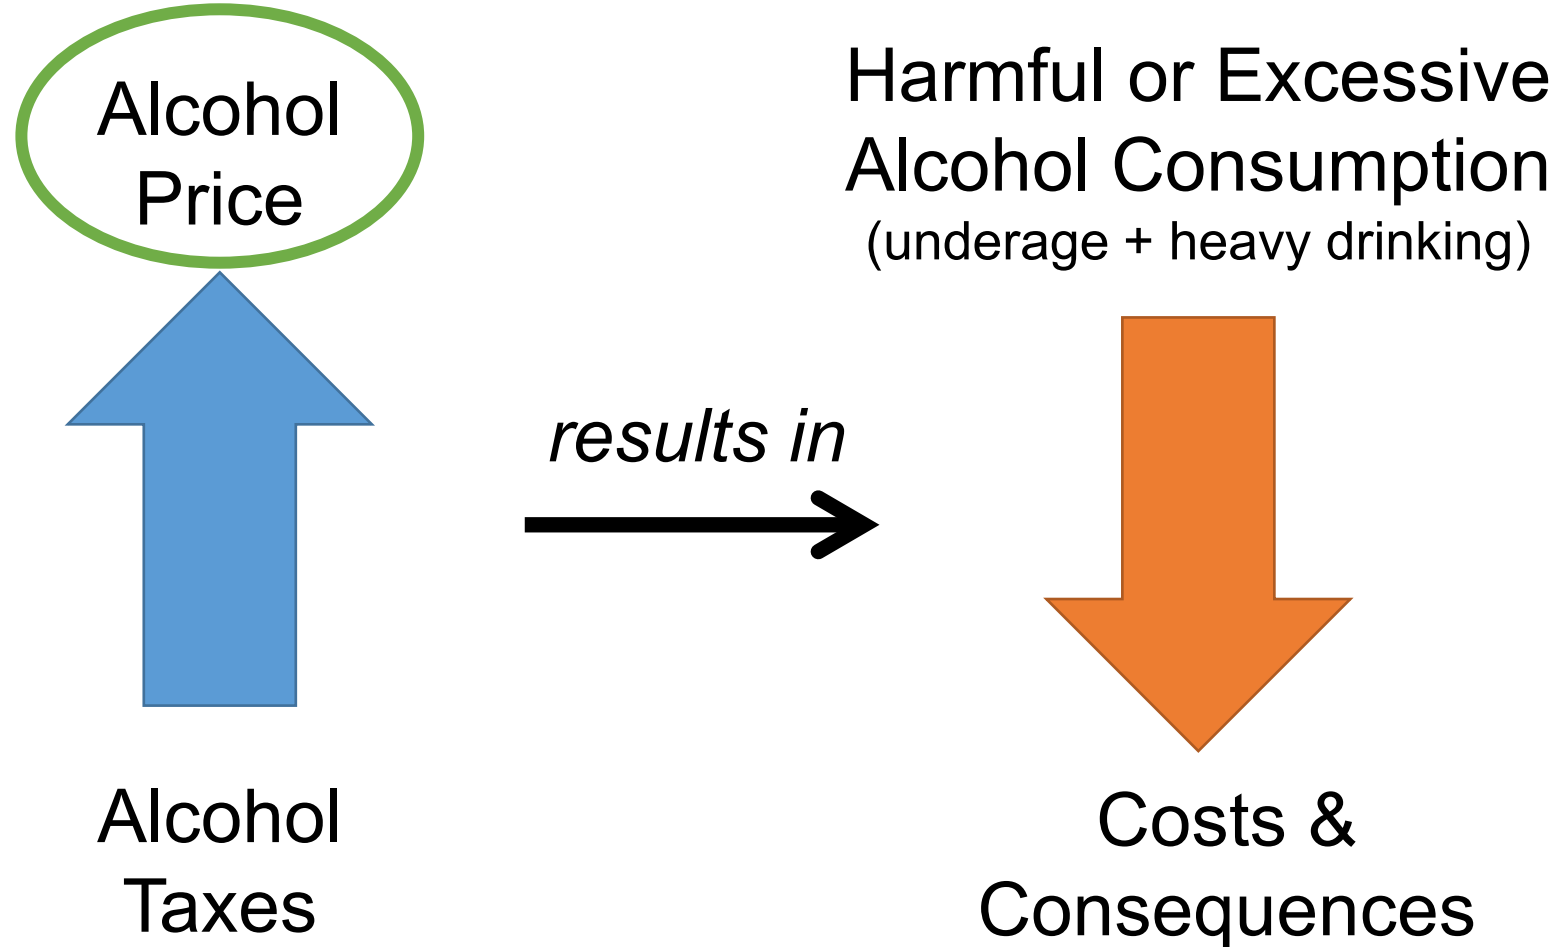 Alcohol
Price
Harmful or Excessive
Alcohol Consumption
(underage + heavy drinking)
results in
Alcohol
Taxes
Costs &
Consequences